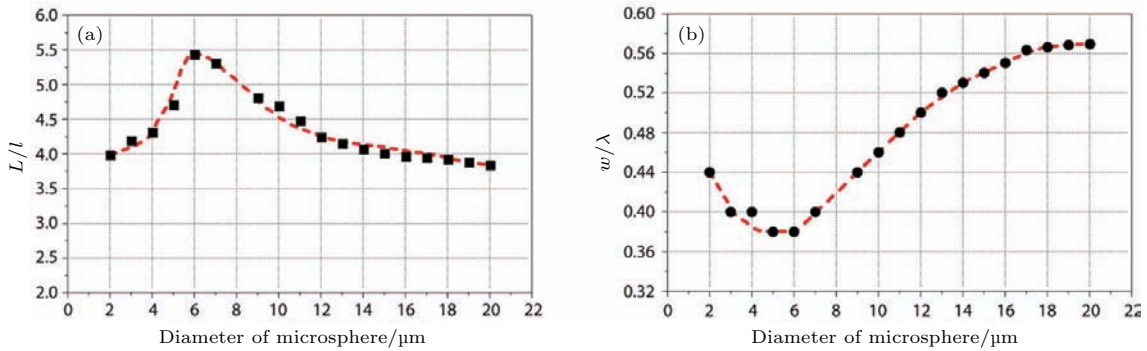 (a)
6.0
5.5
5.0
4.5
4.0
3.5
3.0
2.5
2.0
L/l
0 2 4 6 8 10 12 14 16 18 20 22
Diameter of microsphere/µm
(b)
0.60
0.56
0.52
0.48
0.44
0.40
0.36
0.32
w/λ
0 2 4 6 8 10 12 14 16 18 20 22
Diameter of microsphere/µm